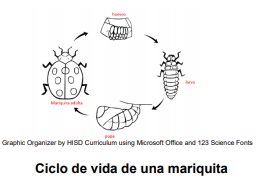 huevos
larva
Mariquita adulta
pupa
Graphic Organizer by HISD Curriculum using Microsoft Office and 123 Science Fonts
Ciclo de vida de una mariquita